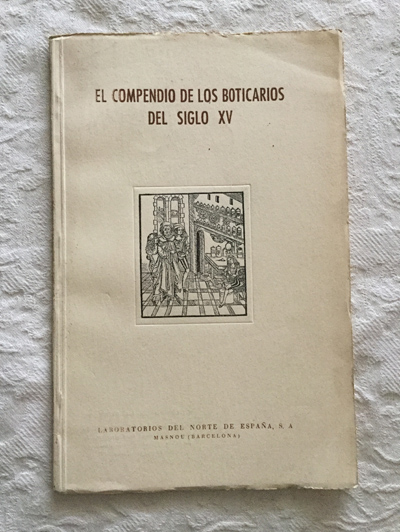 EL COMPENDIO DE LOS BOTICARIOS
DEL SIGLO XV
LABORATORIOS DEL NORTE DE ESPAÑA, S. A
MASNOU (BARCELONA)